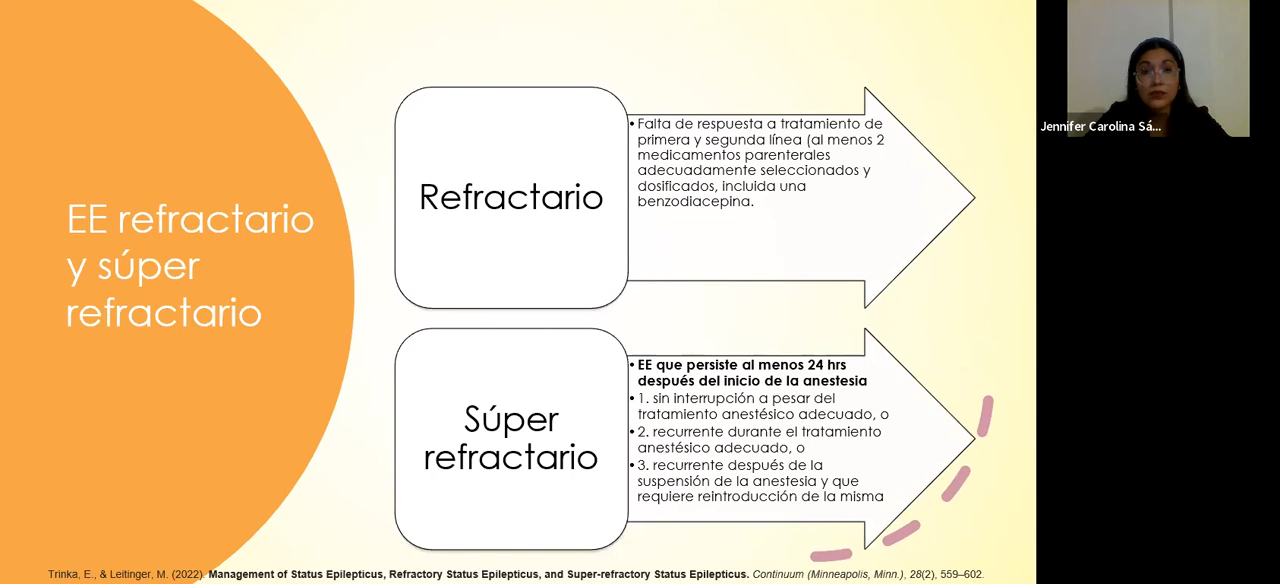 EE refractario
y súper
refractario
Refractario
• Falta de respuesta a tratamiento de
primera y segunda línea (al menos 2
medicamentos parenterales
adecuadamente seleccionados y
dosificados, incluida una
benzodiacepina.
Súper
refractario
• EE que persiste al menos 24 hrs
después del inicio de la anestesia
• 1. sin interrupción a pesar del
tratamiento anestésico adecuado, o
• 2. recurrente durante el tratamiento
anestésico adecuado, o
• 3. recurrente después de la
suspensión de la anestesia y que
requiere reintroducción de la misma
Trinka, E., & Leitinger, M. (2022). Management of Status Epilepticus, Refractory Status Epilepticus, and Super-refractory Status Epilepticus. Continuum (Minneapolis, Minn.), 28(2), 559–602.
Jennifer Carolina Sá...